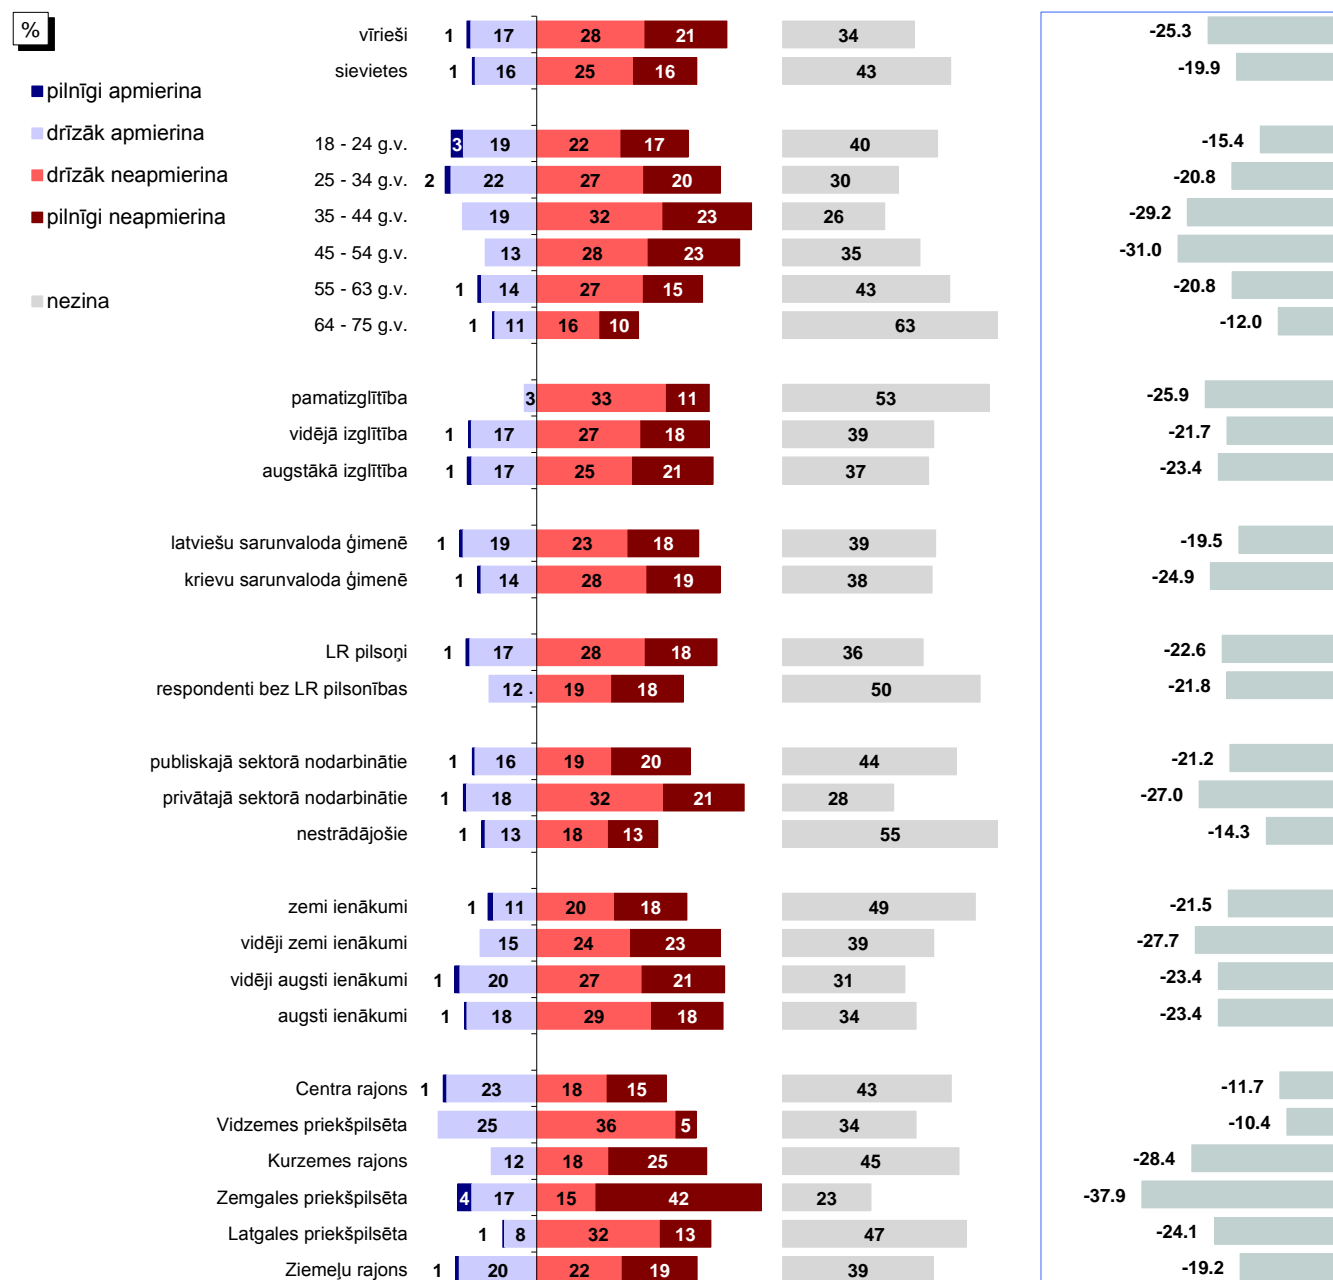 %
pilnīgi apmierina
drīzāk apmierina
drīzāk neapmierina
pilnīgi neapmierina
nezina
vīrieši 1 17 28 21 34 -25.3
sievietes 1 16 25 16 43 -19.9
18 - 24 g.v. 3 19 22 17 40 -15.4
25 - 34 g.v. 2 22 27 20 30 -20.8
35 - 44 g.v. 19 32 23 26 -29.2
45 - 54 g.v. 13 28 23 35 -31.0
55 - 63 g.v. 1 14 27 15 43 -20.8
64 - 75 g.v. 1 11 16 10 63 -12.0
pamatizglītība 3 33 11 53 -25.9
vidējā izglītība 1 17 27 18 39 -21.7
augstākā izglītība 1 17 25 21 37 -23.4
latviešu sarunvaloda ģimenē 1 19 23 18 39 -19.5
krievu sarunvaloda ģimenē 1 14 28 19 38 -24.9
LR pilsoņi 1 17 28 18 36 -22.6
respondenti bez LR pilsonības 12 . 19 18 50 -21.8
publiskajā sektorā nodarbinātie 1 16 19 20 44 -21.2
privātajā sektorā nodarbinātie 1 18 32 21 28 -27.0
nestrādājošie 1 13 18 13 55 -14.3
zemi ienākumi 1 11 20 18 49 -21.5
vidēji zemi ienākumi 15 24 23 39 -27.7
vidēji augsti ienākumi 1 20 27 21 31 -23.4
augsti ienākumi 1 18 29 18 34 -23.4
Centra rajons 1 23 18 15 43 -11.7
Vidzemes priekšpilsēta 25 36 5 34 -10.4
Kurzemes rajons 12 18 25 45 -28.4
Zemgales priekšpilsēta 4 17 15 42 23 -37.9
Latgales priekšpilsēta 1 8 32 13 47 -24.1
Ziemeļu rajons 1 20 22 19 39 -19.2